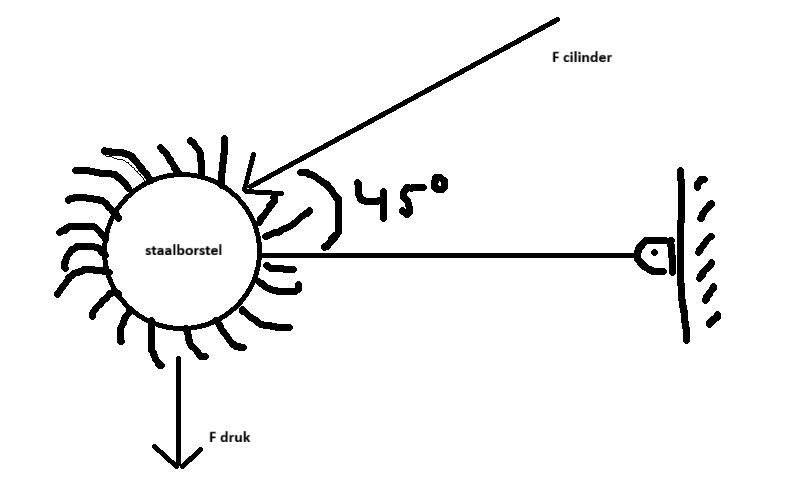 F cilinder
45°
staalborstel
F druk